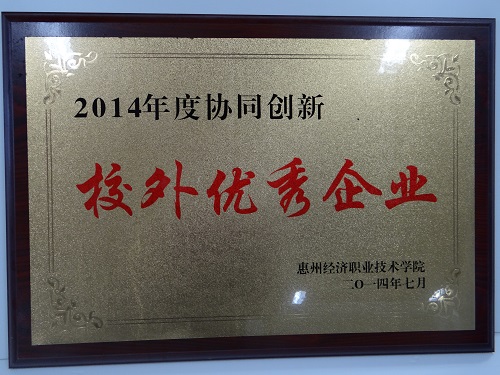 2014年度协同创新
校外优秀企业
惠州经济职业技术学院
二〇一四年七月